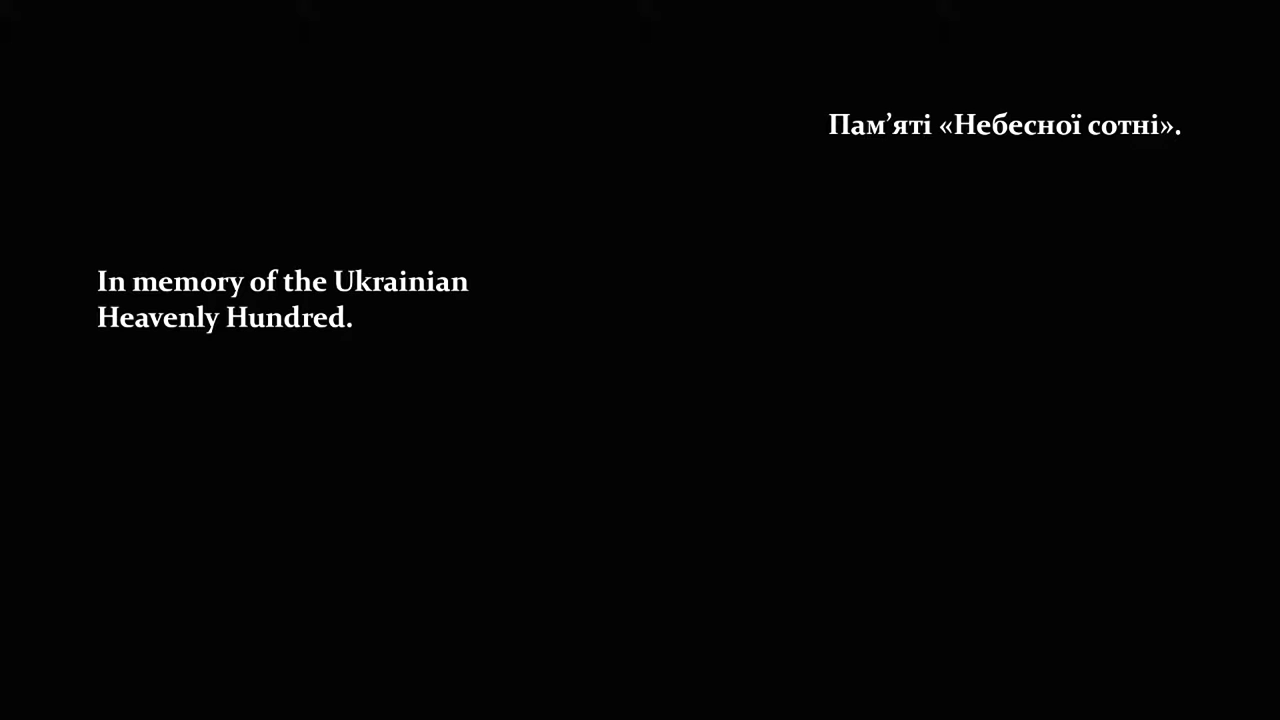 Пам’яті «Небесної сотні».
In memory of the Ukrainian
Heavenly Hundred.